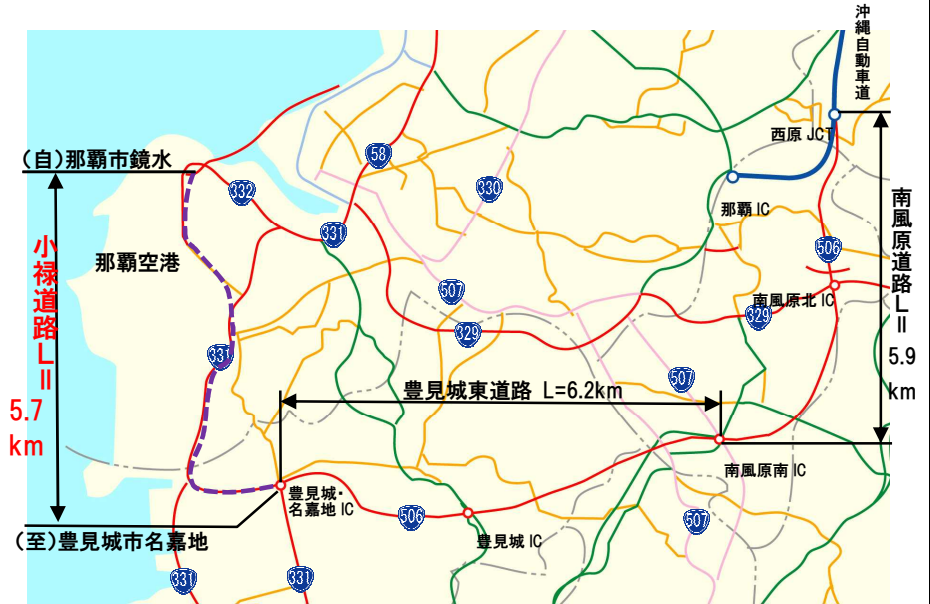 沖縄自動車道
西原 JCT
(自)那覇市鏡水
58
332
330
那覇 IC
331
南風原道路L=
5.9
km
506
小禄道路L=
5.7
km
那覇空港
507
南風原北 IC
329
329
331
507
豊見城東道路 L=6.2km
南風原南 IC
豊見城・
名嘉地 IC
506
507
豊見城 IC
(至)豊見城市名嘉地
331
331